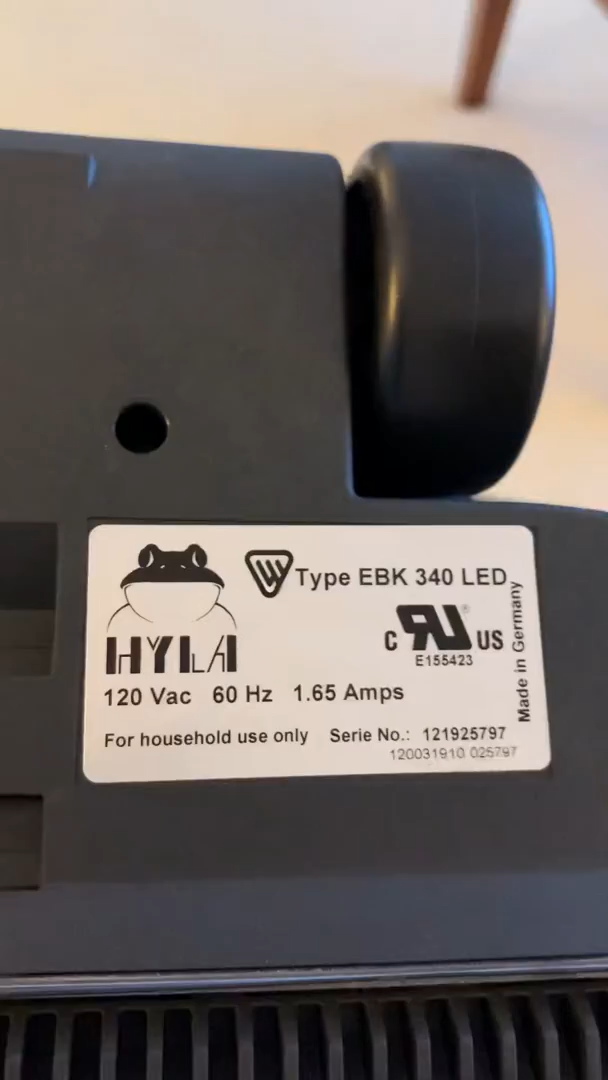 Type EBK 340 LED
HYLA
C RU® US
E155423
Made in Germany
120 Vac 60 Hz 1.65 Amps
For household use only Serie No.: 121925797
120031910 025797